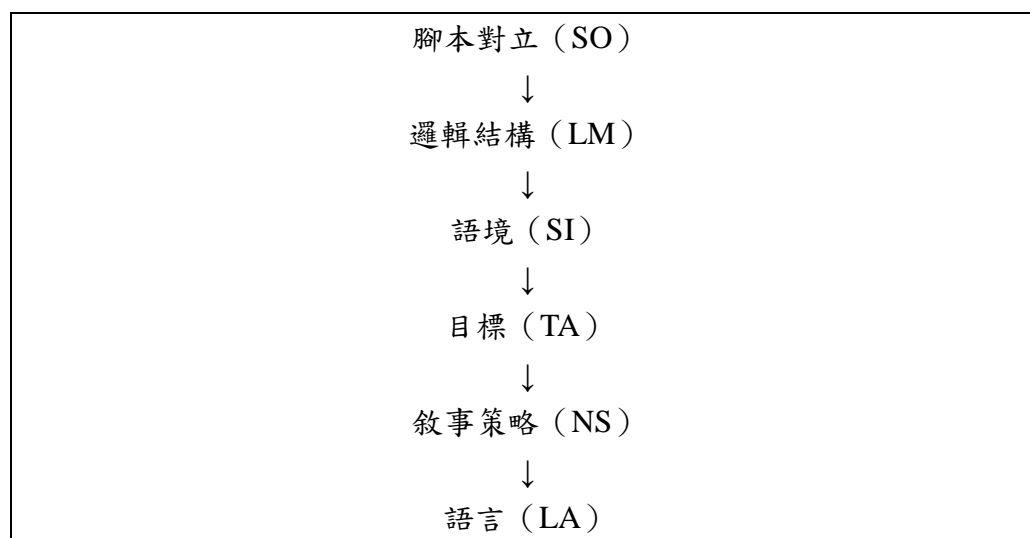 腳本對立（SO）
↓
邏輯結構（LM）
↓
語境（SI）
↓
目標（TA）
↓
敘事策略（NS）
↓
語言（LA）